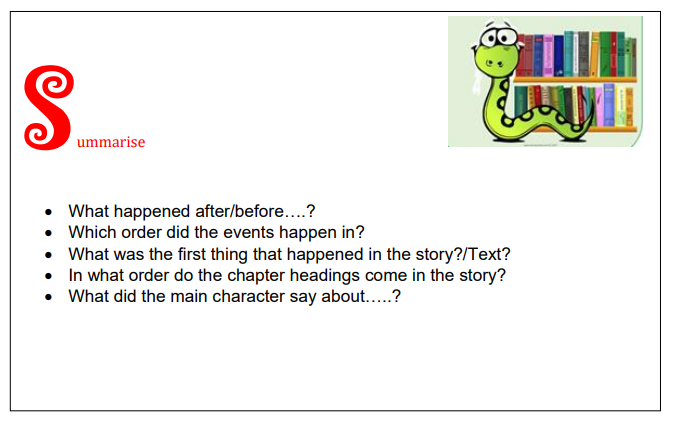 Summarise
• What happened after/before….?
• Which order did the events happen in?
• What was the first thing that happened in the story?/Text?
• In what order do the chapter headings come in the story?
• What did the main character say about…..?